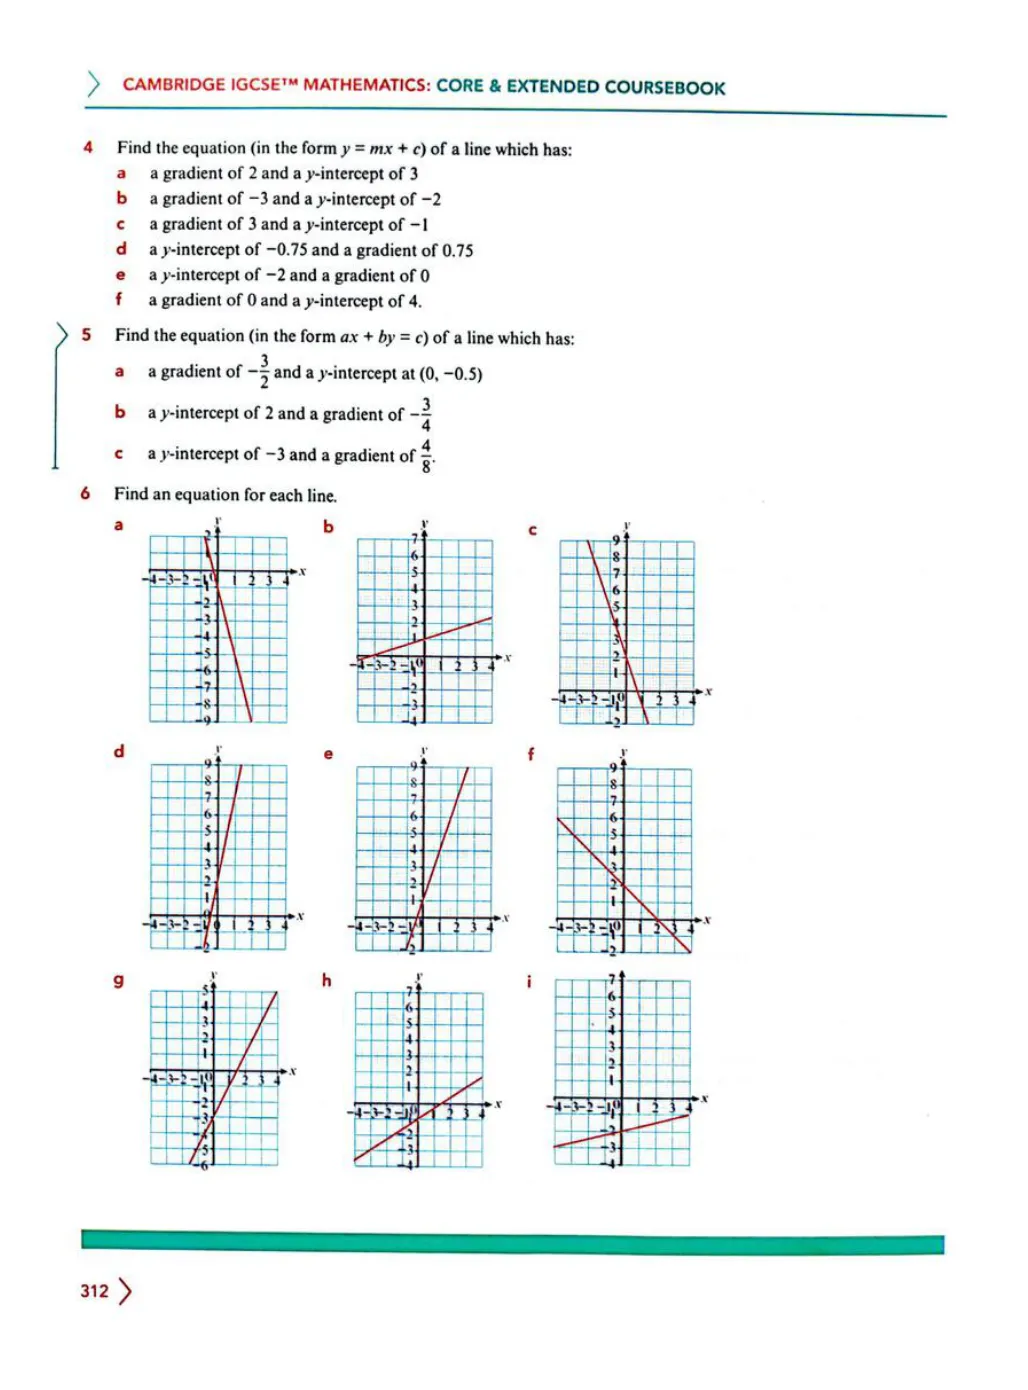 CAMBRIDGE IGCSE™ MATHEMATICS: CORE & EXTENDED COURSEBOOK
4 Find the equation (in the form y = mx + c) of a line which has:
a a gradient of 2 and a y-intercept of 3
b a gradient of −3 and a y-intercept of −2
c a gradient of 3 and a y-intercept of −1
d a y-intercept of −0.75 and a gradient of 0.75
e a y-intercept of −2 and a gradient of 0
f a gradient of 0 and a y-intercept of 4.
5 Find the equation (in the form ax + by = c) of a line which has:
a a gradient of −3/2 and a y-intercept at (0, −0.5)
b a y-intercept of 2 and a gradient of −3/4
c a y-intercept of −3 and a gradient of 4/8.
6 Find an equation for each line.
a b c
d e f
g h i
312